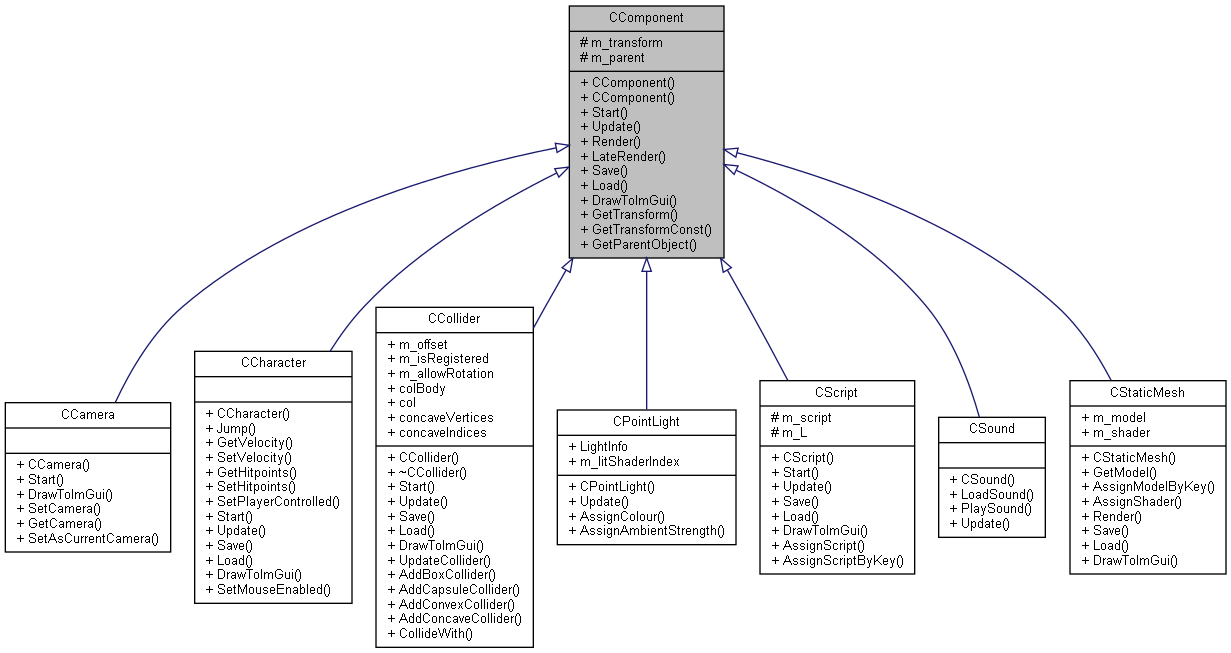 CComponent
# m_transform
# m_parent
+ CComponent()
+ CComponent()
+ Start()
+ Update()
+ Render()
+ LateRender()
+ Save()
+ Load()
+ DrawToImGui()
+ GetTransform()
+ GetTransformConst()
+ GetParentObject()
CCamera
+ CCamera()
+ Start()
+ DrawToImGui()
+ SetCamera()
+ GetCamera()
+ SetAsCurrentCamera()
CCharacter
+ CCharacter()
+ Jump()
+ GetVelocity()
+ SetVelocity()
+ GetHitpoints()
+ SetHitpoints()
+ SetPlayerControlled()
+ Start()
+ Update()
+ Save()
+ Load()
+ DrawToImGui()
+ SetMouseEnabled()
CCollider
+ m_offset
+ m_isRegistered
+ m_allowRotation
+ colBody
+ col
+ concaveVertices
+ concaveIndices
+ CCollider()
+ ~CCollider()
+ Start()
+ Update()
+ Save()
+ Load()
+ DrawToImGui()
+ UpdateCollider()
+ AddBoxCollider()
+ AddCapsuleCollider()
+ AddConvexCollider()
+ AddConcaveCollider()
+ CollideWith()
CPointLight
+ LightInfo
+ m_litShaderIndex
+ CPointLight()
+ Update()
+ AssignColour()
+ AssignAmbientStrength()
CScript
# m_script
# m_L
+ CScript()
+ Start()
+ Update()
+ Save()
+ Load()
+ DrawToImGui()
+ AssignScript()
+ AssignScriptByKey()
CSound
+ CSound()
+ LoadSound()
+ PlaySound()
+ Update()
CStaticMesh
+ m_model
+ m_shader
+ CStaticMesh()
+ GetModel()
+ AssignModelByKey()
+ AssignShader()
+ Render()
+ Save()
+ Load()
+ DrawToImGui()